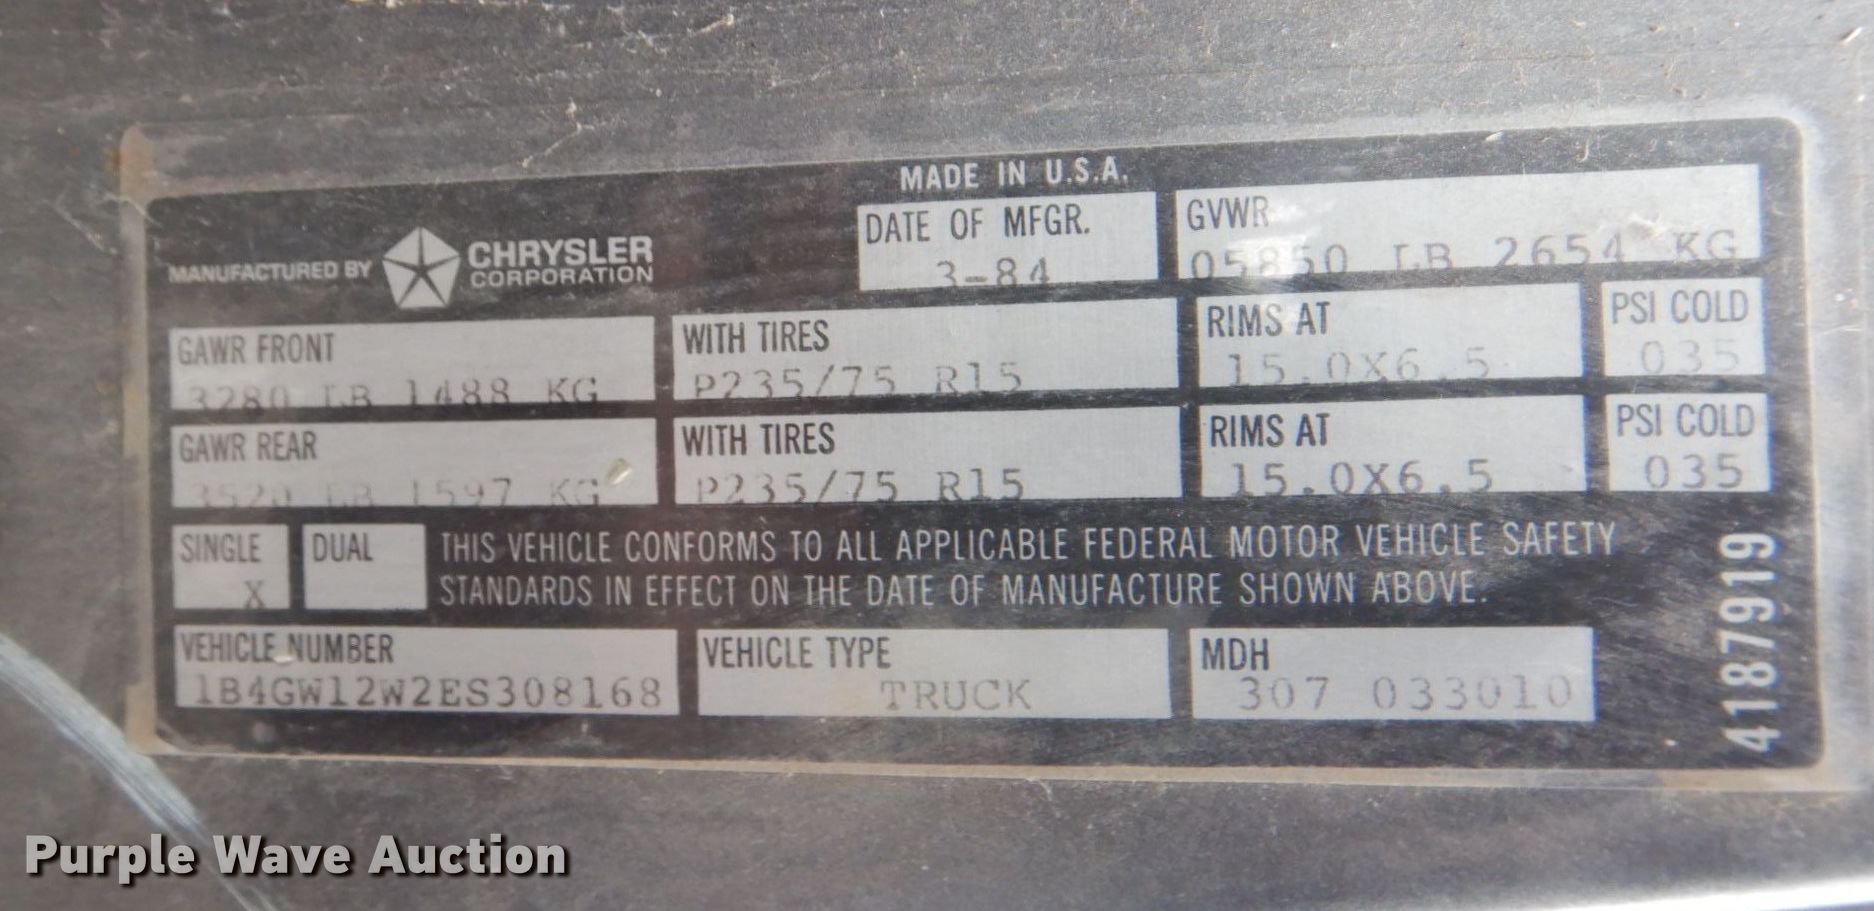 MADE IN U.S.A.
MANUFACTURED BY CHRYSLER CORPORATION
DATE OF MFGR.
3-84
GVWR
05850 LB 2654 KG
GAWR FRONT
3280 LB 1488 KG
WITH TIRES
P235/75 R15
RIMS AT
15.0X6.5
PSI COLD
035
GAWR REAR
3520 LB 1597 KG
WITH TIRES
P235/75 R15
RIMS AT
15.0X6.5
PSI COLD
035
SINGLE
X
DUAL
THIS VEHICLE CONFORMS TO ALL APPLICABLE FEDERAL MOTOR VEHICLE SAFETY
STANDARDS IN EFFECT ON THE DATE OF MANUFACTURE SHOWN ABOVE.
VEHICLE NUMBER
1B4GW12W2ES308168
VEHICLE TYPE
TRUCK
MDH
307 033010
4187919
Purple Wave Auction